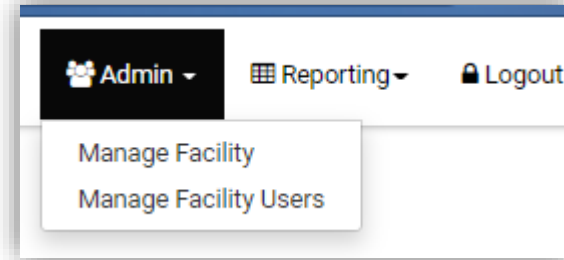 Admin Reporting Logout
Manage Facility
Manage Facility Users